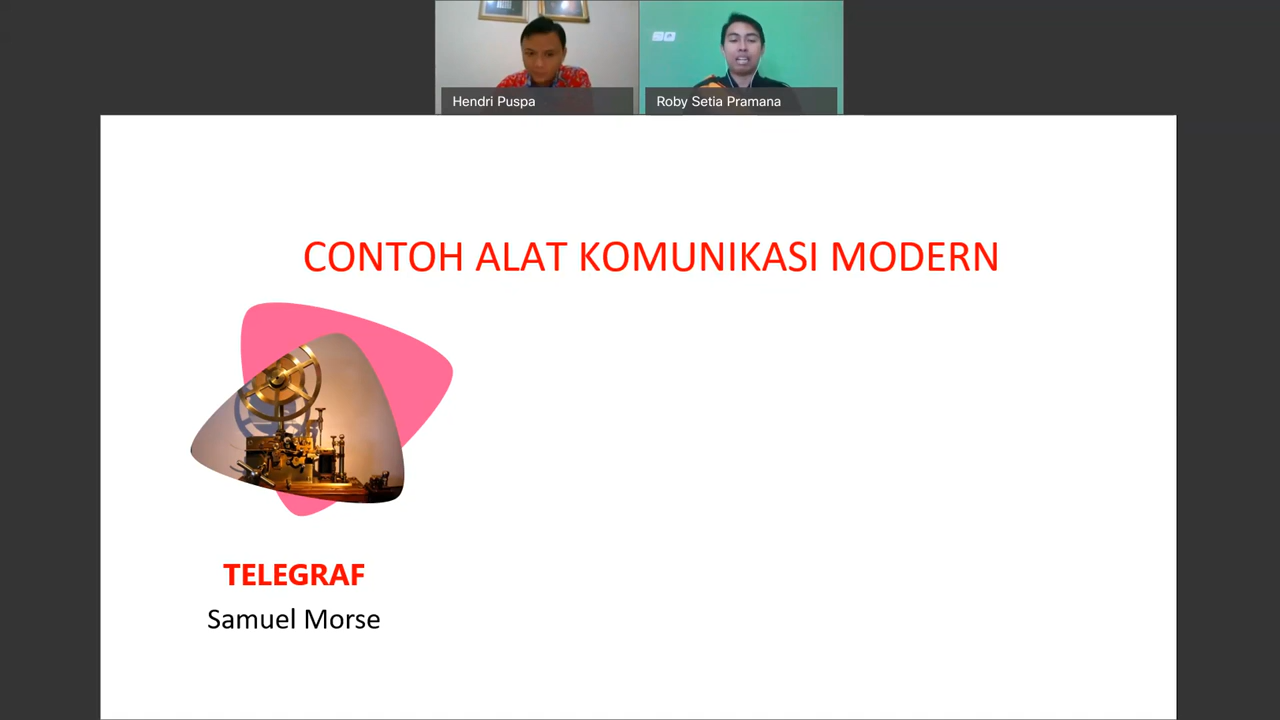 Hendri Puspa
Roby Setia Pramana
CONTOH ALAT KOMUNIKASI MODERN
TELEGRAF
Samuel Morse